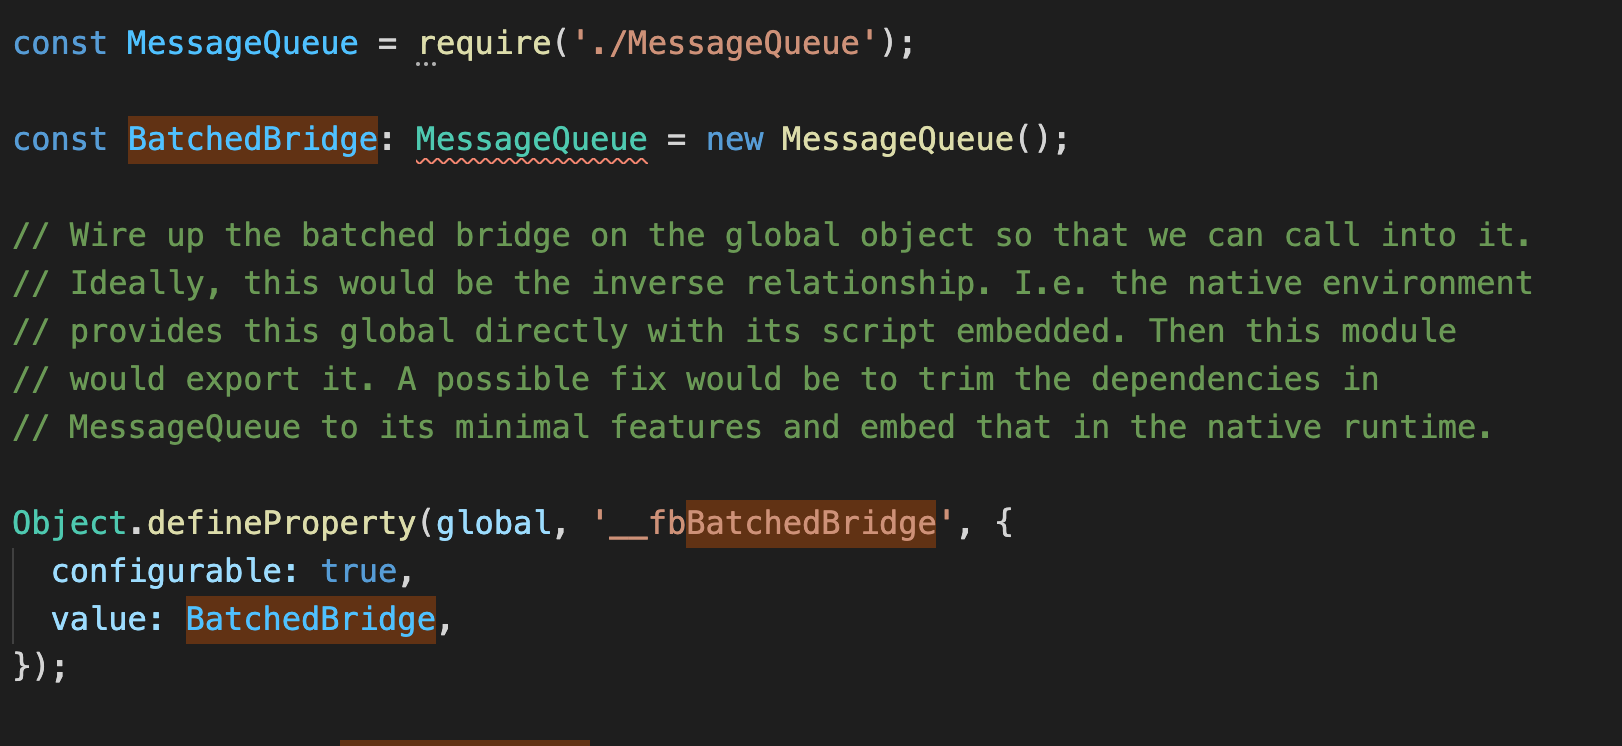 const MessageQueue = require('./MessageQueue');
const BatchedBridge: MessageQueue = new MessageQueue();
// Wire up the batched bridge on the global object so that we can call into it.
// Ideally, this would be the inverse relationship. I.e. the native environment
// provides this global directly with its script embedded. Then this module
// would export it. A possible fix would be to trim the dependencies in
// MessageQueue to its minimal features and embed that in the native runtime.
Object.defineProperty(global, '__fbBatchedBridge', {
  configurable: true,
  value: BatchedBridge,
});